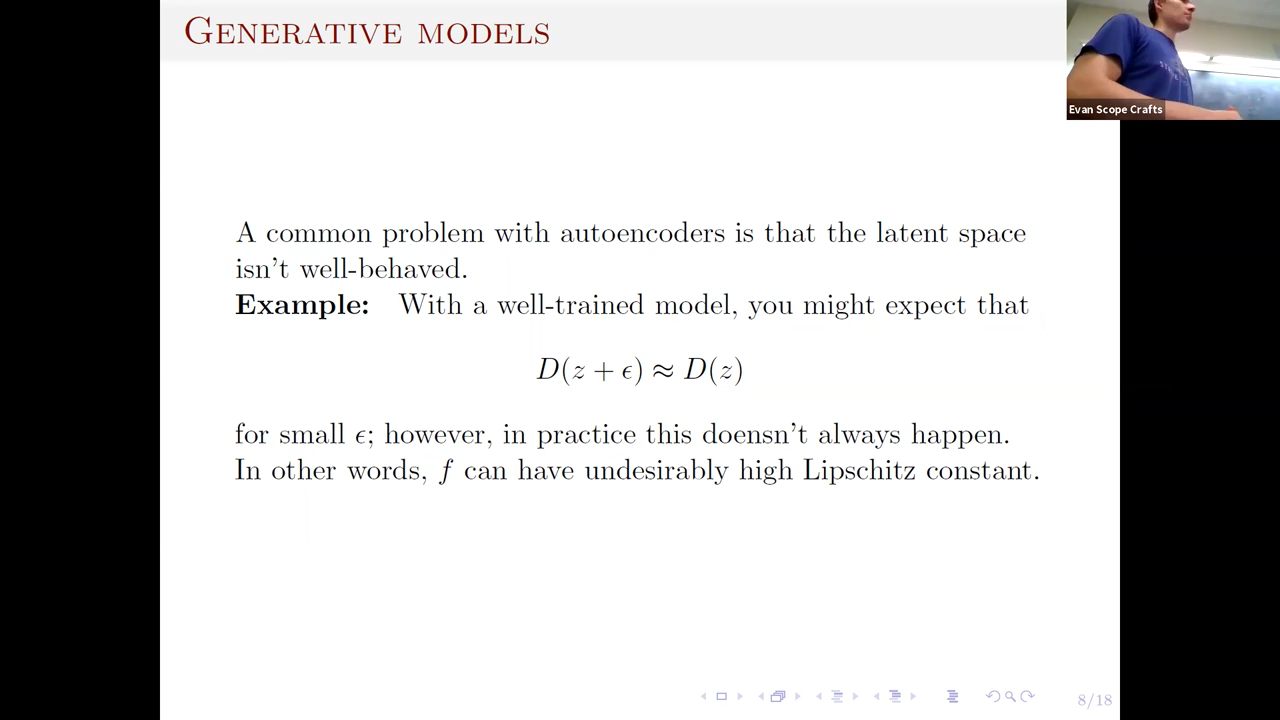 GENERATIVE MODELS
Evan Scope Crafts
A common problem with autoencoders is that the latent space
isn't well-behaved.
Example: With a well-trained model, you might expect that
D(z + ϵ) ≈ D(z)
for small ϵ; however, in practice this doensn't always happen.
In other words, f can have undesirably high Lipschitz constant.
8/18